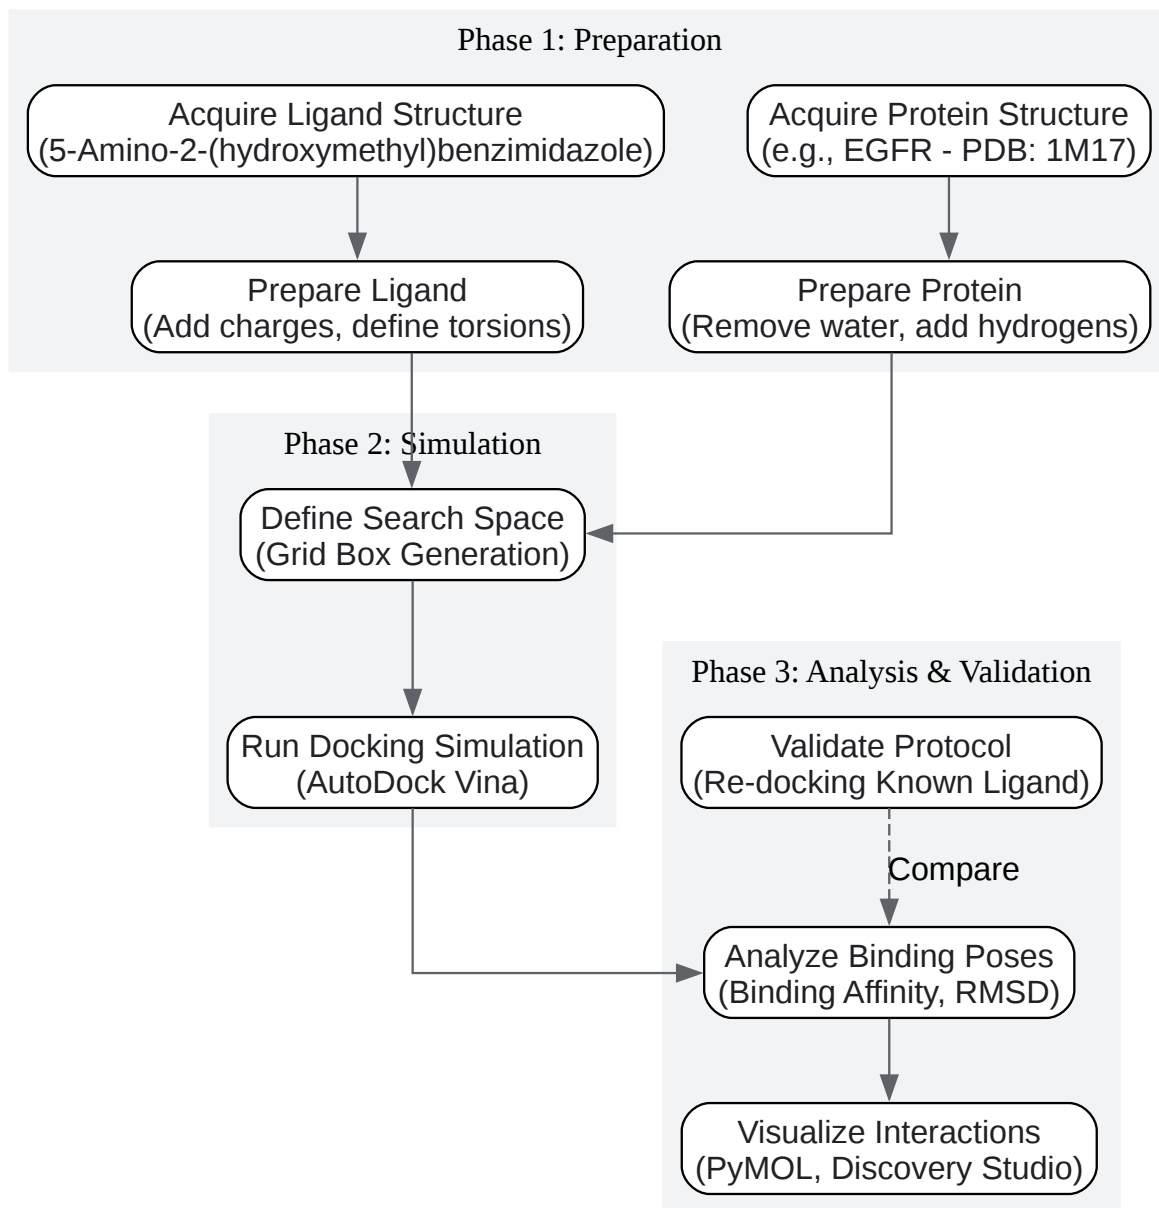 Phase 1: Preparation
Acquire Ligand Structure
(5-Amino-2-(hydroxymethyl)benzimidazole)
Acquire Protein Structure
(e.g., EGFR - PDB: 1M17)
Prepare Ligand
(Add charges, define torsions)
Prepare Protein
(Remove water, add hydrogens)
Phase 2: Simulation
Define Search Space
(Grid Box Generation)
Run Docking Simulation
(AutoDock Vina)
Phase 3: Analysis & Validation
Validate Protocol
(Re-docking Known Ligand)
Compare
Analyze Binding Poses
(Binding Affinity, RMSD)
Visualize Interactions
(PyMOL, Discovery Studio)